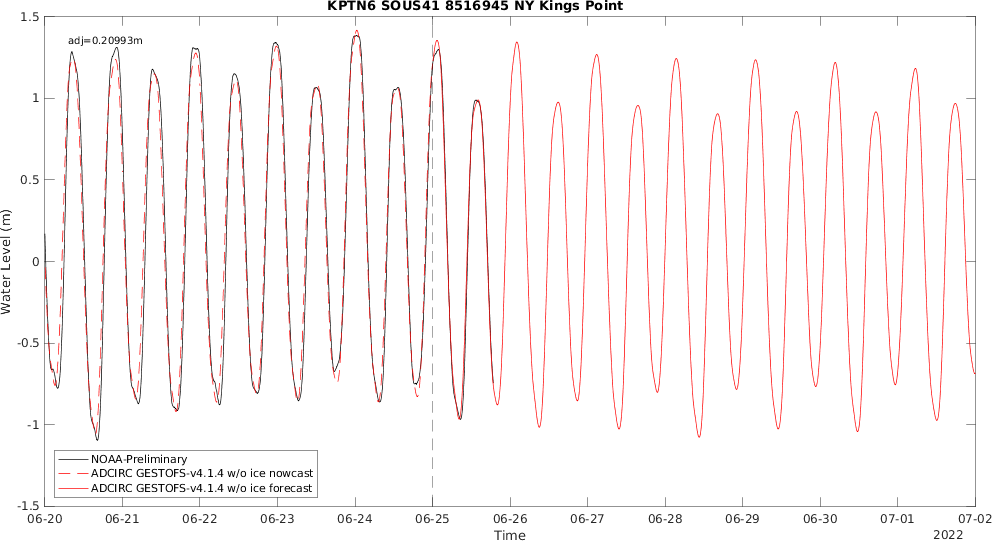 KPTN6 SOUS41 8516945 NY Kings Point
adj=0.20993m
1.5
1
0.5
0
-0.5
-1
-1.5
Water Level (m)
NOAA-Preliminary
ADCIRC GESTOFS-v4.1.4 w/o ice nowcast
ADCIRC GESTOFS-v4.1.4 w/o ice forecast
06-20 06-21 06-22 06-23 06-24 06-25 06-26 06-27 06-28 06-29 06-30 07-01 07-02
Time
2022